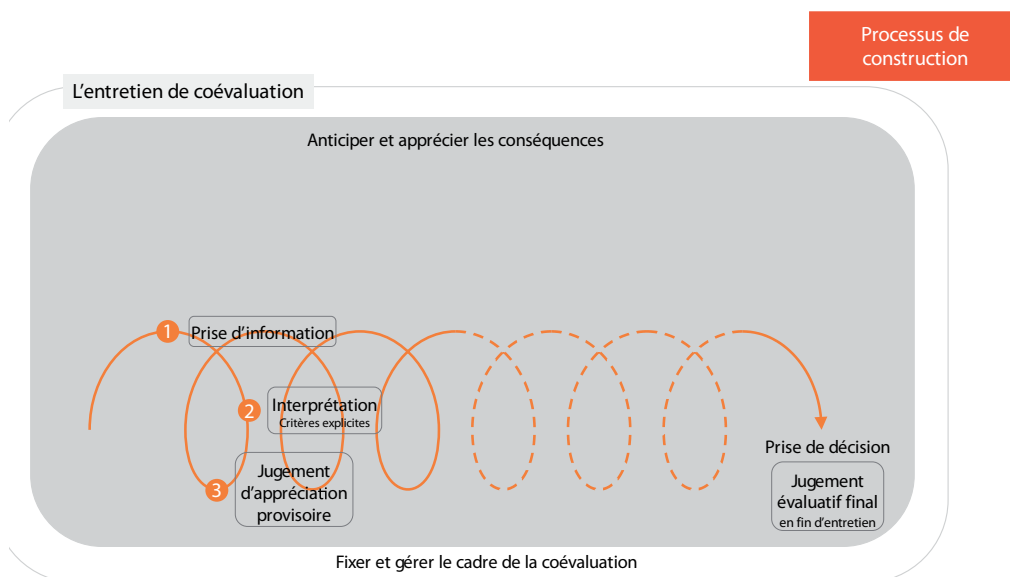 Processus de
construction
L'entretien de coévaluation
Anticiper et apprécier les conséquences
1 Prise d'information
2 Interprétation
Critères explicites
3 Jugement
d'appréciation
provisoire
Prise de décision
Jugement
évaluatif final
en fin d'entretien
Fixer et gérer le cadre de la coévaluation